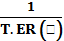 1
T. ER (□)